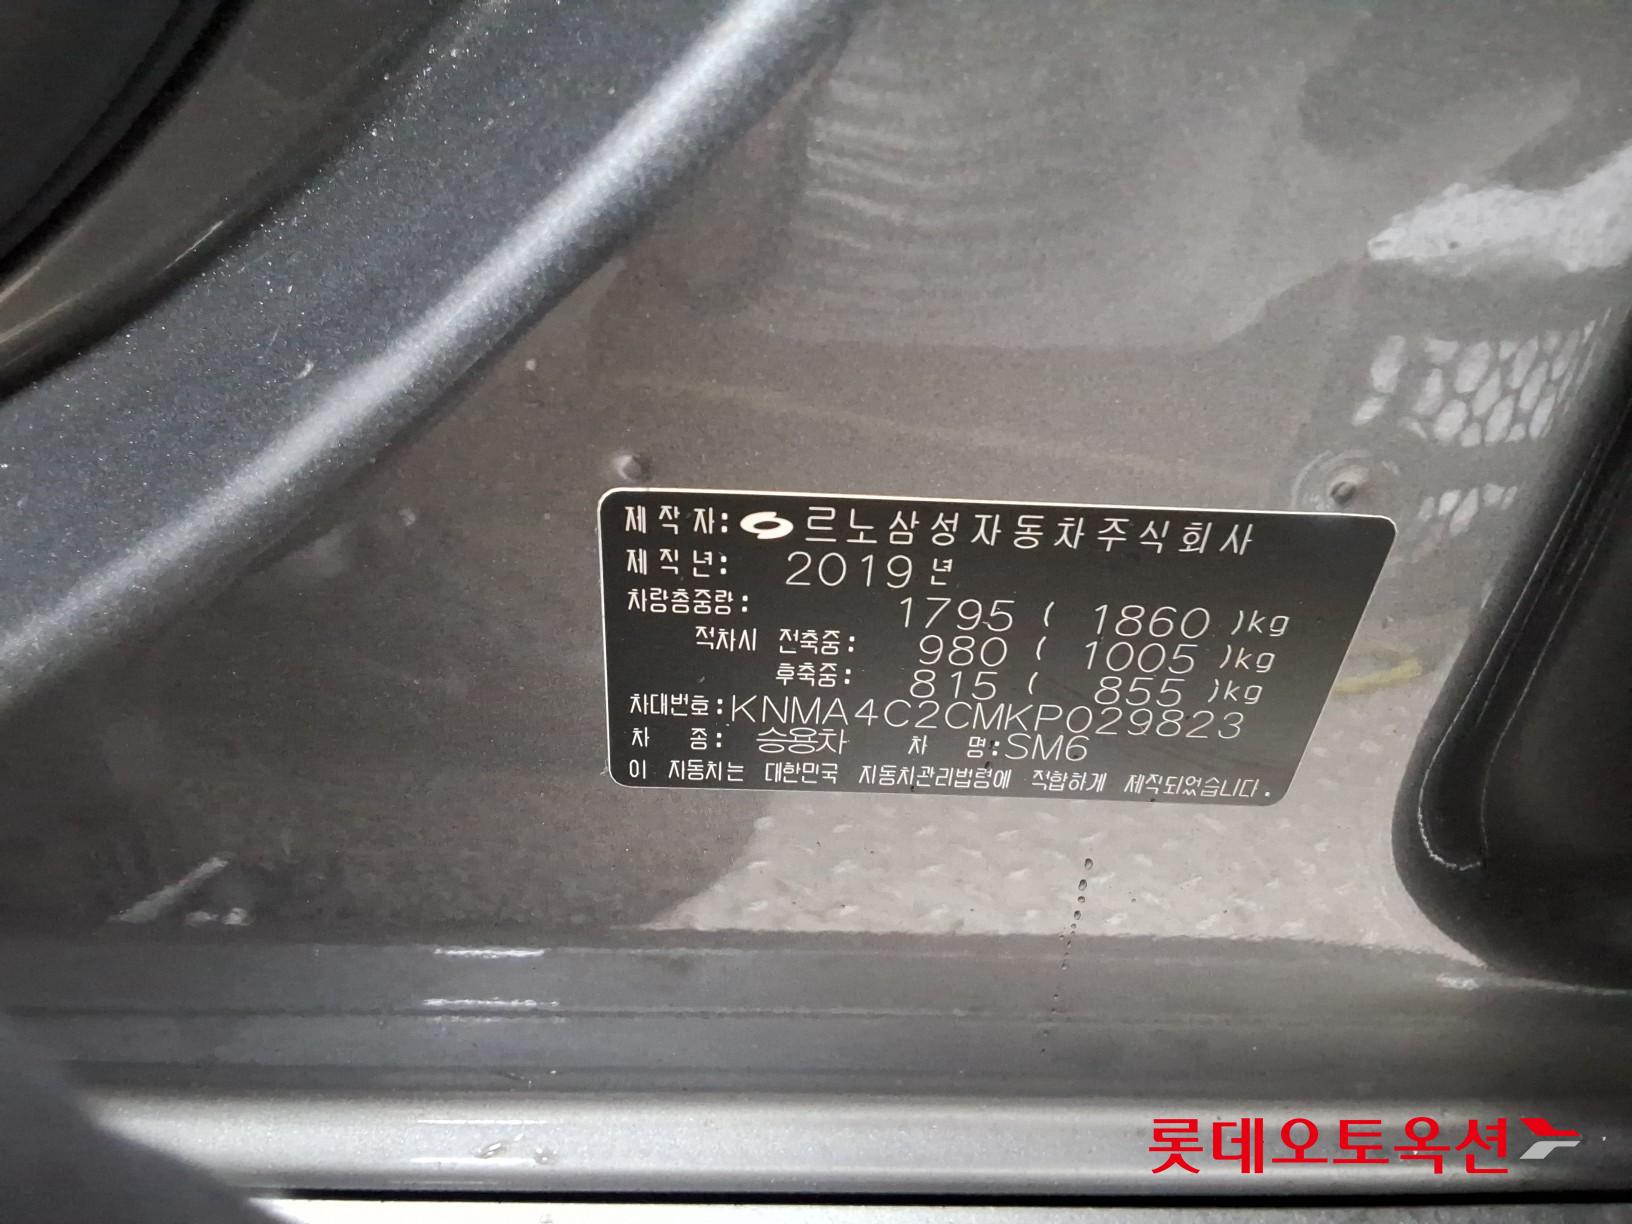 제 작 자: 르노삼성자동차주식회사
제 작 년: 2019 년
차량총중량: 1795 ( 1860 )kg
적차시 전축중: 980 ( 1005 )kg
후축중: 815 ( 855 )kg
차대번호: KNMA4C2CMKP029823
차 종: 승용차 차 명: SM6
이 자동차는 대한민국 자동차관리법령에 적합하게 제작되었습니다.
롯데오토옥션